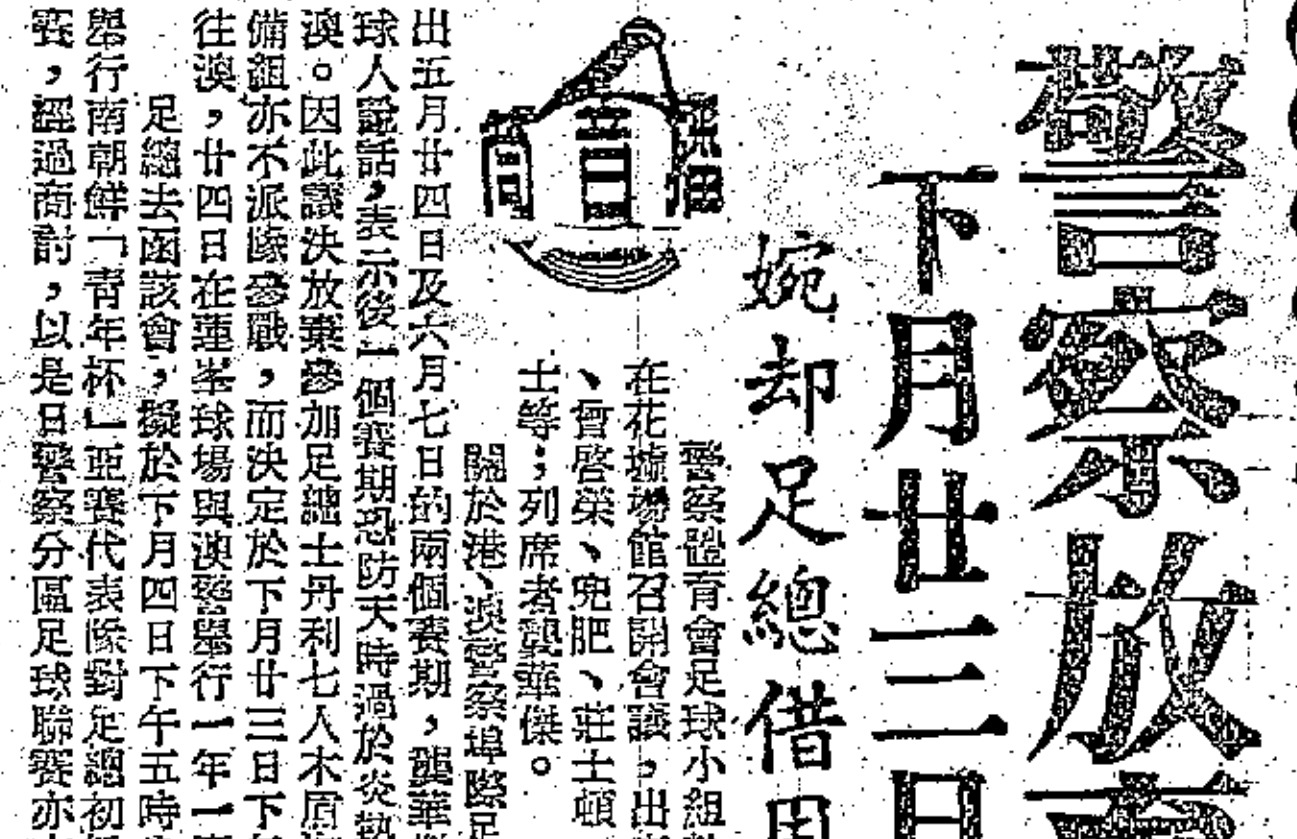 警察放
下月廿三日
婉却足總借用
警察體育會足球小組
在花墟場館召開會議，出
、曾啓榮、兜肥、莊士頓
士等；列席者龔華傑。
關於港、澳警察埠際足
出五月廿四日及六月七日的兩個賽期，龔華
球人說話，表示後一個賽期恐防天時過於炎熱
澳。因此議決放棄參加足總士丹利七人木盾
備組亦不派隊參戰，而決定於下月廿三日下
往澳，廿四日在蓮峯球場與澳警舉行一年一
足總去函該會，擬於下月四日下午五時
舉行南朝鮮「青年杯」亞賽代表隊對足總初
賽，經過商討，以是日警察分區足球聯賽亦